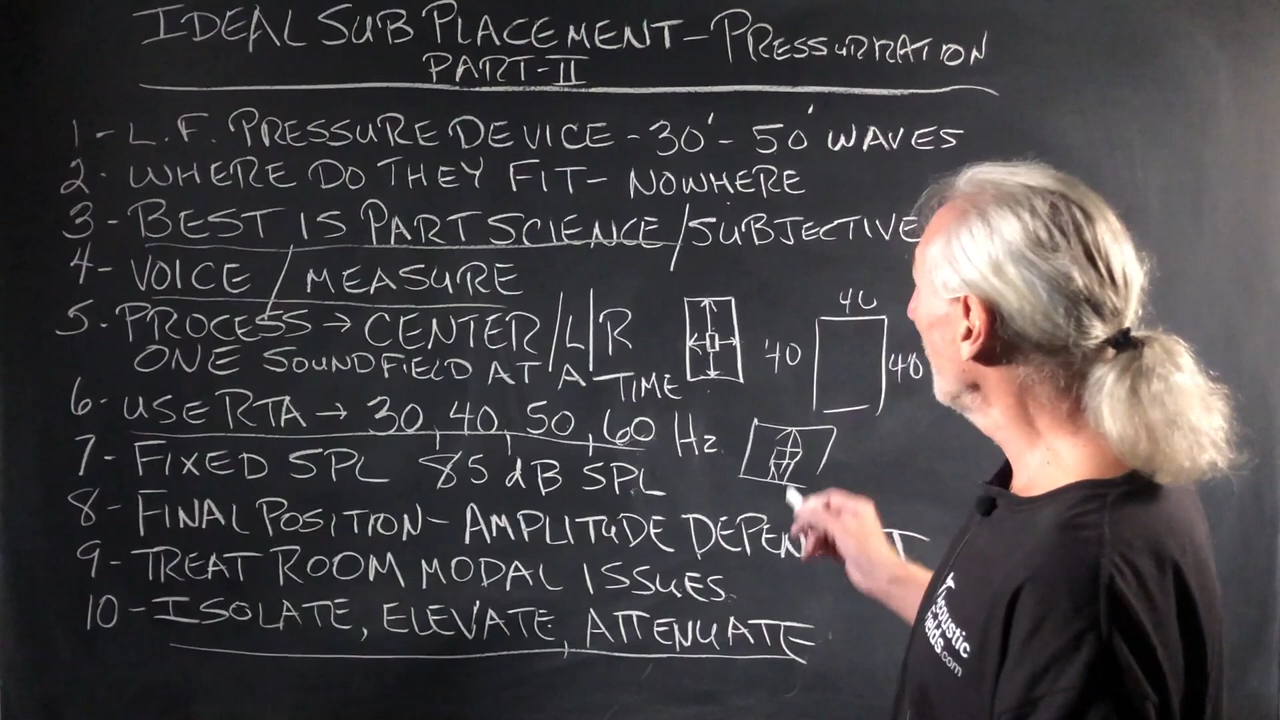 IDEAL SUB PLACEMENT - PRESSURRATION
PART-II
1- L.F. PRESSURE DEVICE - 30' - 50' WAVES
2- WHERE DO THEY FIT - NOWHERE
3- BEST IS PART SCIENCE/SUBJECTIVE
4- VOICE / MEASURE
5- PROCESS → CENTER/L/R
ONE SOUNDFIELD AT A TIME
40
'40
40
6- USE RTA → 30, 40, 50, 60 Hz
7- FIXED SPL 85 dB SPL
8- FINAL POSITION - AMPLITUDE
9- TREAT ROOM MODAL ISSUES.
10- ISOLATE, ELEVATE, ATTENUATE
Acoustic
Fields.com